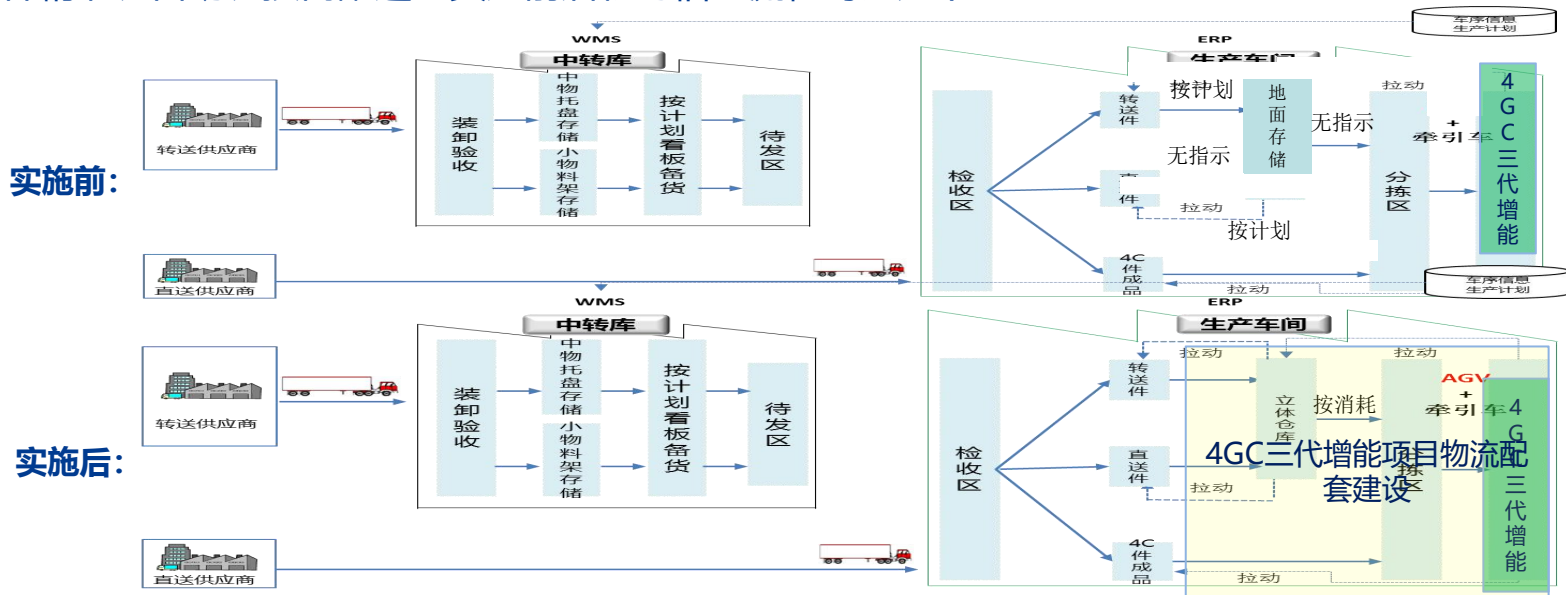 车序信息
生产计划
WMS
ERP
中转库
生产车间
转送供应商
装卸验收
中物托盘存储
小物料架存储
按计划看板备货
待发区
实施前：
检收区
转送件
按计划
地面存储
无指示
无指示
拉动
件
拉动
按计划
4C件成品
拉动
分拣区
+
牵引车
4GC三代增能
直送供应商
车序信息
生产计划
WMS
ERP
中转库
生产车间
转送供应商
装卸验收
中物托盘存储
小物料架存储
按计划看板备货
待发区
实施后：
检收区
拉动
拉动
转送件
立体仓库
按消耗
AGV
+
牵引车
直送件
拉动
4GC三代增能项目物流配
套建设
4GC三代增能
4C件成品
拉动
直送供应商